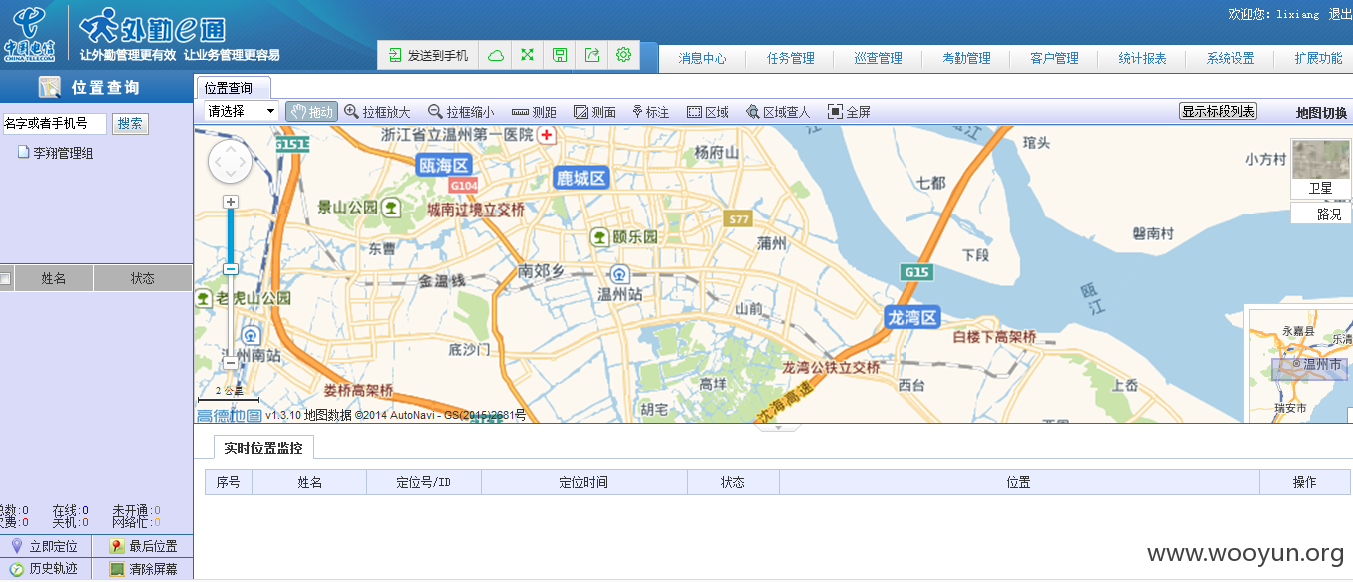 欢迎您: lixiang 退出
中国电信
CHINA TELECOM
外勤e通
让外勤管理更有效 让业务管理更容易
发送到手机
消息中心 任务管理 巡查管理 考勤管理 客户管理 统计报表 系统设置 扩展功能
位置查询
名字或者手机号 搜索
李翔管理组
姓名 状态
总数:0 在线:0 未开通:0
欠费:0 关机:0 网络忙:0
立即定位 最后位置
历史轨迹 清除屏幕
位置查询
请选择 拖动 拉框放大 拉框缩小 测距 测面 标注 区域 区域查人 全屏 显示标段列表 地图切换
浙江省立温州第一医院
G1513
瓯海区
G104
鹿城区
杨府山
琯头
小方村
七都
卫星
路况
景山公园
城南过境立交桥
S77
颐乐园
蒲州
东曹
磐南村
下段
金温线
南郊乡
G15
温州站
瓯江
老虎山公园
山前
龙湾区
白楼下高架桥
温州南站
底沙门
龙湾公铁立交桥
高垟
西台
上岙
2 公里
娄桥高架桥
胡宅
沈海高速
永嘉县
乐清
温州市
瑞安市
高德地图 v1.3.10 地图数据 ©2014 AutoNavi - GS(2015)2681号
实时位置监控
序号 姓名 定位号/ID 定位时间 状态 位置 操作
www.wooyun.org